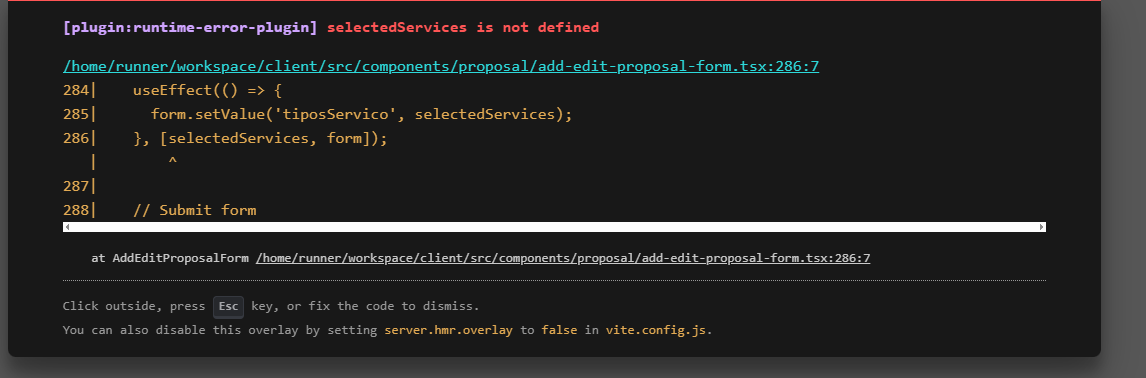 [plugin:runtime-error-plugin] selectedServices is not defined
/home/runner/workspace/client/src/components/proposal/add-edit-proposal-form.tsx:286:7
284|    useEffect(() => {
285|      form.setValue('tiposServico', selectedServices);
286|    }, [selectedServices, form]);
   |        ^
287|
288|    // Submit form
at AddEditProposalForm /home/runner/workspace/client/src/components/proposal/add-edit-proposal-form.tsx:286:7
Click outside, press Esc key, or fix the code to dismiss.
You can also disable this overlay by setting server.hmr.overlay to false in vite.config.js.